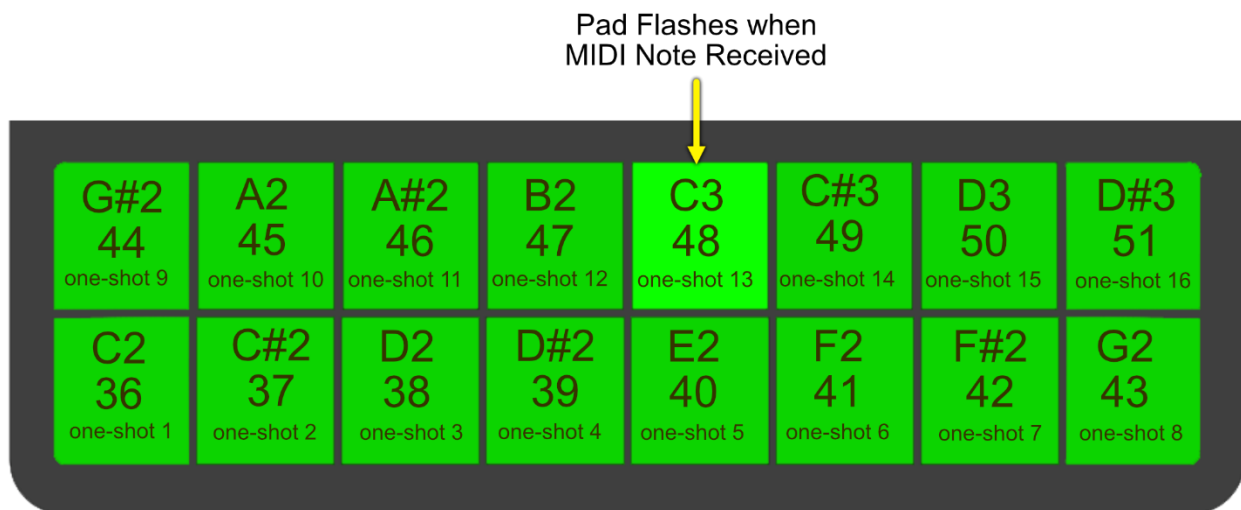 Pad Flashes when
MIDI Note Received
G#2
44
one-shot 9
A2
45
one-shot 10
A#2
46
one-shot 11
B2
47
one-shot 12
C3
48
one-shot 13
C#3
49
one-shot 14
D3
50
one-shot 15
D#3
51
one-shot 16
C2
36
one-shot 1
C#2
37
one-shot 2
D2
38
one-shot 3
D#2
39
one-shot 4
E2
40
one-shot 5
F2
41
one-shot 6
F#2
42
one-shot 7
G2
43
one-shot 8